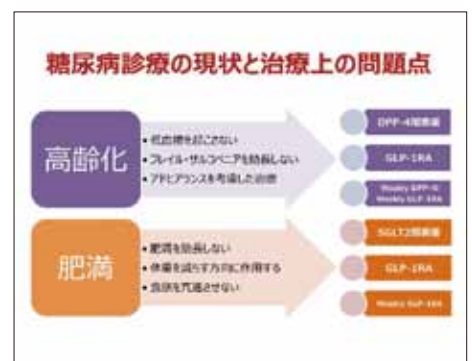 糖尿病診療の現状と治療上の問題点
高齢化
• 低血糖を起こさない
• フレイル・サルコペニアを助長しない
• アドヒアランスを考慮した治療
DPP-4阻害薬
GLP-1RA
Weekly DPP-4i
Weekly GLP-1RA
肥満
• 肥満を助長しない
• 体重を減らす方向に作用する
• 食欲を亢進させない
SGLT2阻害薬
GLP-1RA
Weekly GLP-1RA